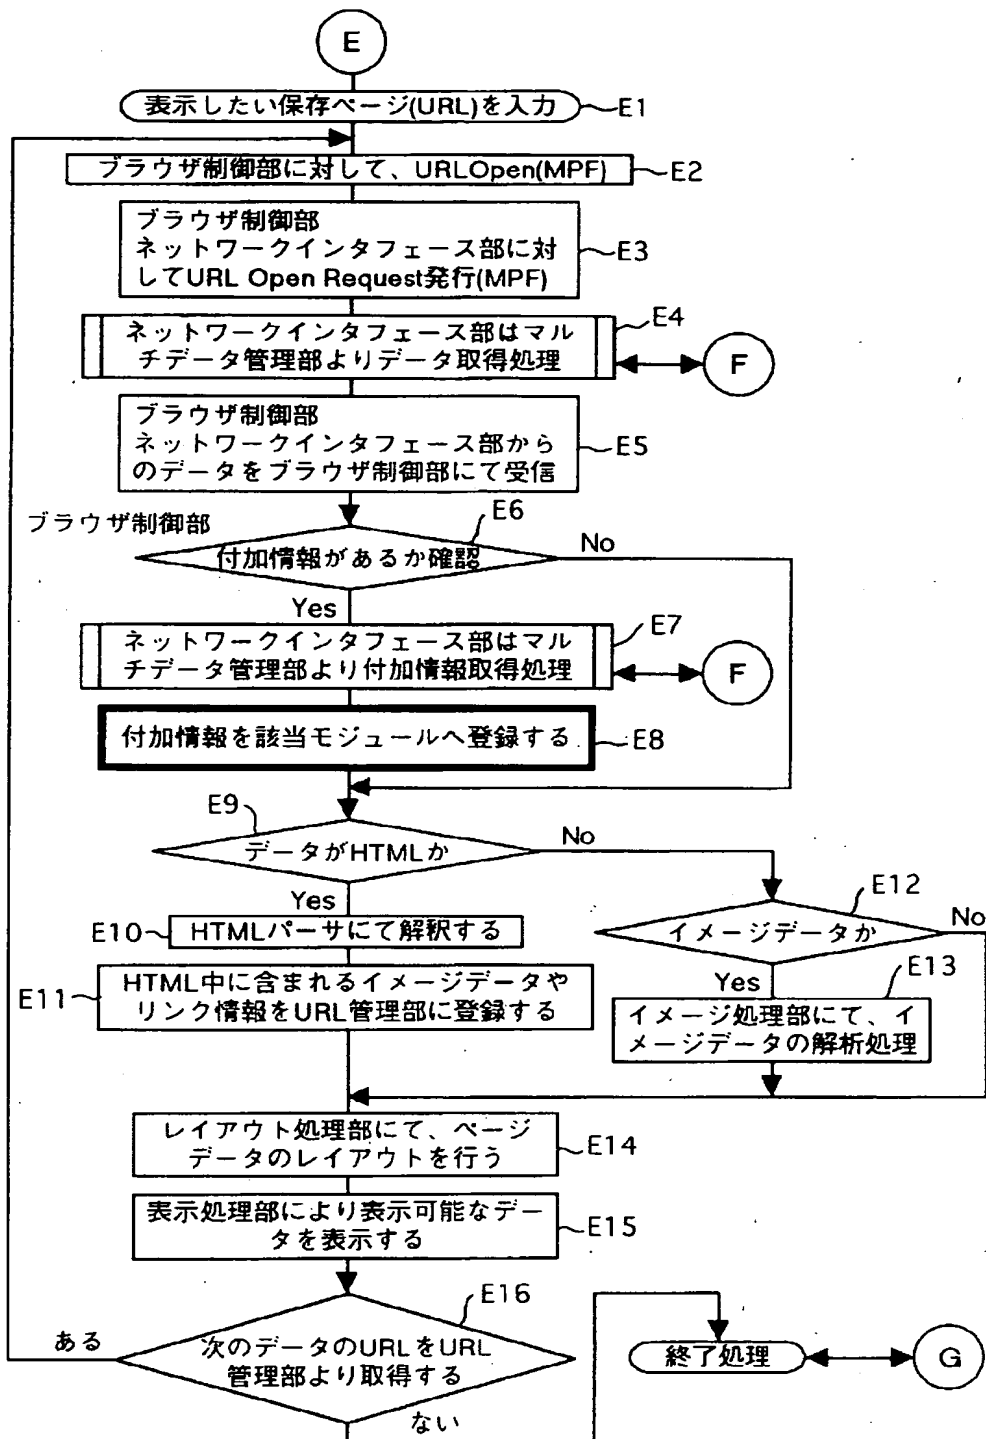 E
表示したい保存ページ(URL)を入力
E1
ブラウザ制御部に対して、URLOpen(MPF)
E2
ブラウザ制御部
ネットワークインタフェース部に対
してURL Open Request発行(MPF)
E3
ネットワークインタフェース部はマル
チデータ管理部よりデータ取得処理
E4
F
ブラウザ制御部
ネットワークインタフェース部から
のデータをブラウザ制御部にて受信
E5
ブラウザ制御部
E6
付加情報があるか確認
No
Yes
ネットワークインタフェース部はマル
チデータ管理部より付加情報取得処理
E7
F
付加情報を該当モジュールへ登録する
E8
E9
データがHTMLか
No
Yes
E10
HTMLパーサにて解釈する
E11
HTML中に含まれるイメージデータや
リンク情報をURL管理部に登録する
E12
イメージデータか
No
Yes
E13
イメージ処理部にて、イ
メージデータの解析処理
レイアウト処理部にて、ページ
データのレイアウトを行う
E14
表示処理部により表示可能なデー
タを表示する
E15
E16
ある
次のデータのURLをURL
管理部より取得する
ない
終了処理
G